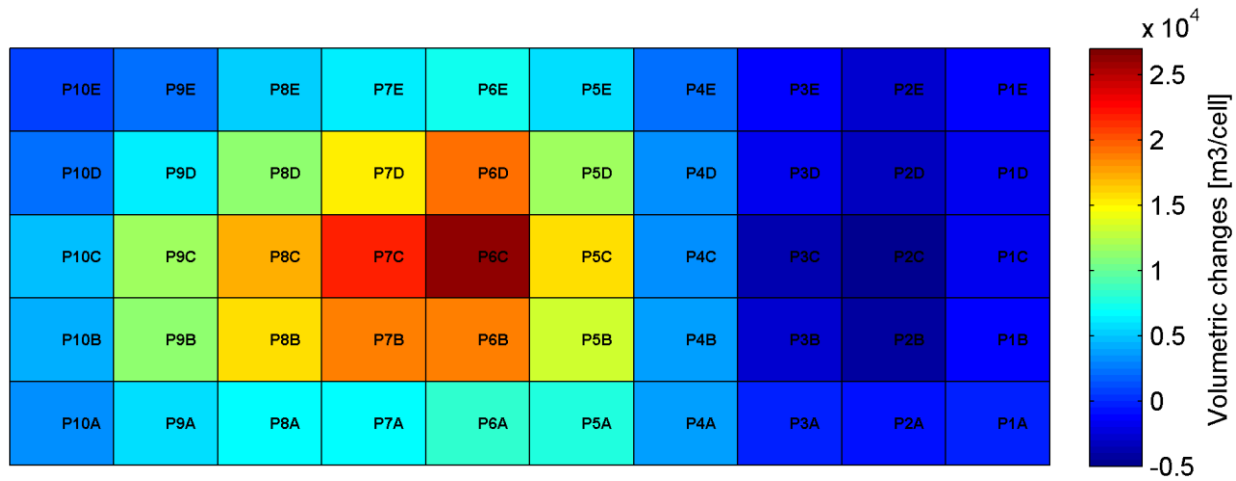 x 10⁴
P10E P9E P8E P7E P6E P5E P4E P3E P2E P1E
P10D P9D P8D P7D P6D P5D P4D P3D P2D P1D
P10C P9C P8C P7C P6C P5C P4C P3C P2C P1C
P10B P9B P8B P7B P6B P5B P4B P3B P2B P1B
P10A P9A P8A P7A P6A P5A P4A P3A P2A P1A
2.5
2
1.5
1
0.5
0
-0.5
Volumetric changes [m3/cell]